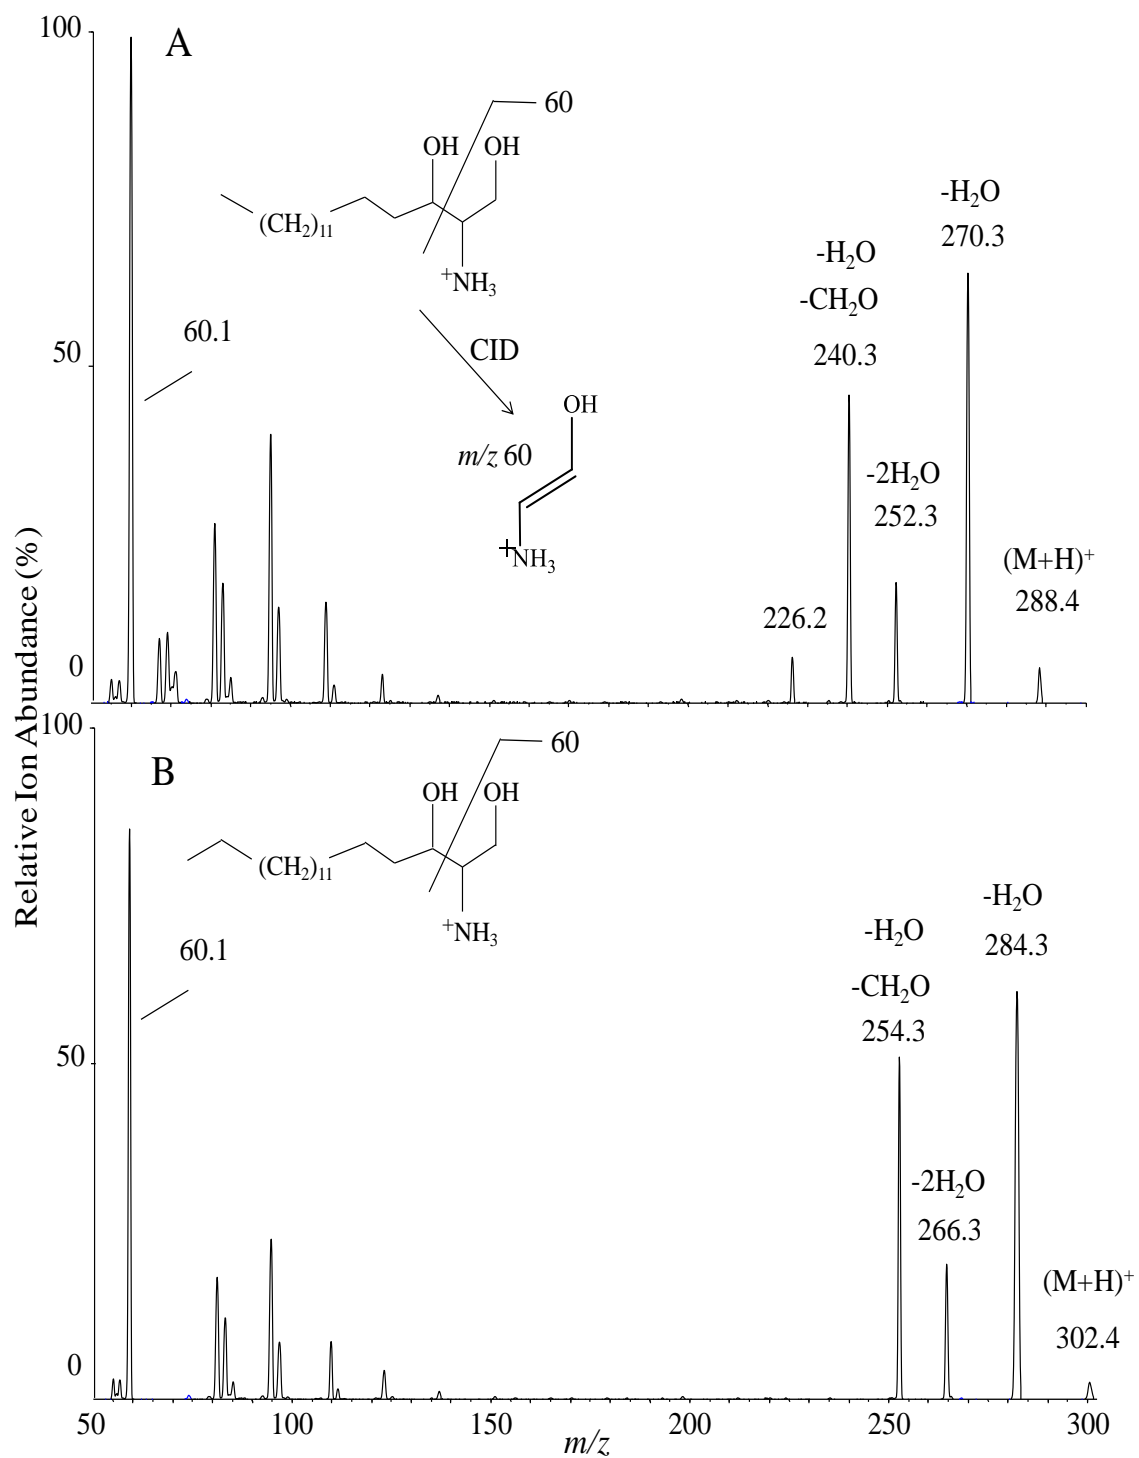 100
A
60
OH OH
(CH₂)₁₁
⁺NH₃
-H₂O
270.3
-H₂O
-CH₂O
240.3
60.1
50
CID
OH
m/z 60
⁺NH₃
-2H₂O
252.3
(M+H)⁺
288.4
226.2
0
Relative Ion Abundance (%)
100
B
60
OH OH
(CH₂)₁₁
⁺NH₃
-H₂O
284.3
-H₂O
-CH₂O
254.3
60.1
50
-2H₂O
266.3
(M+H)⁺
302.4
0
50 100 150 200 250 300
m/z